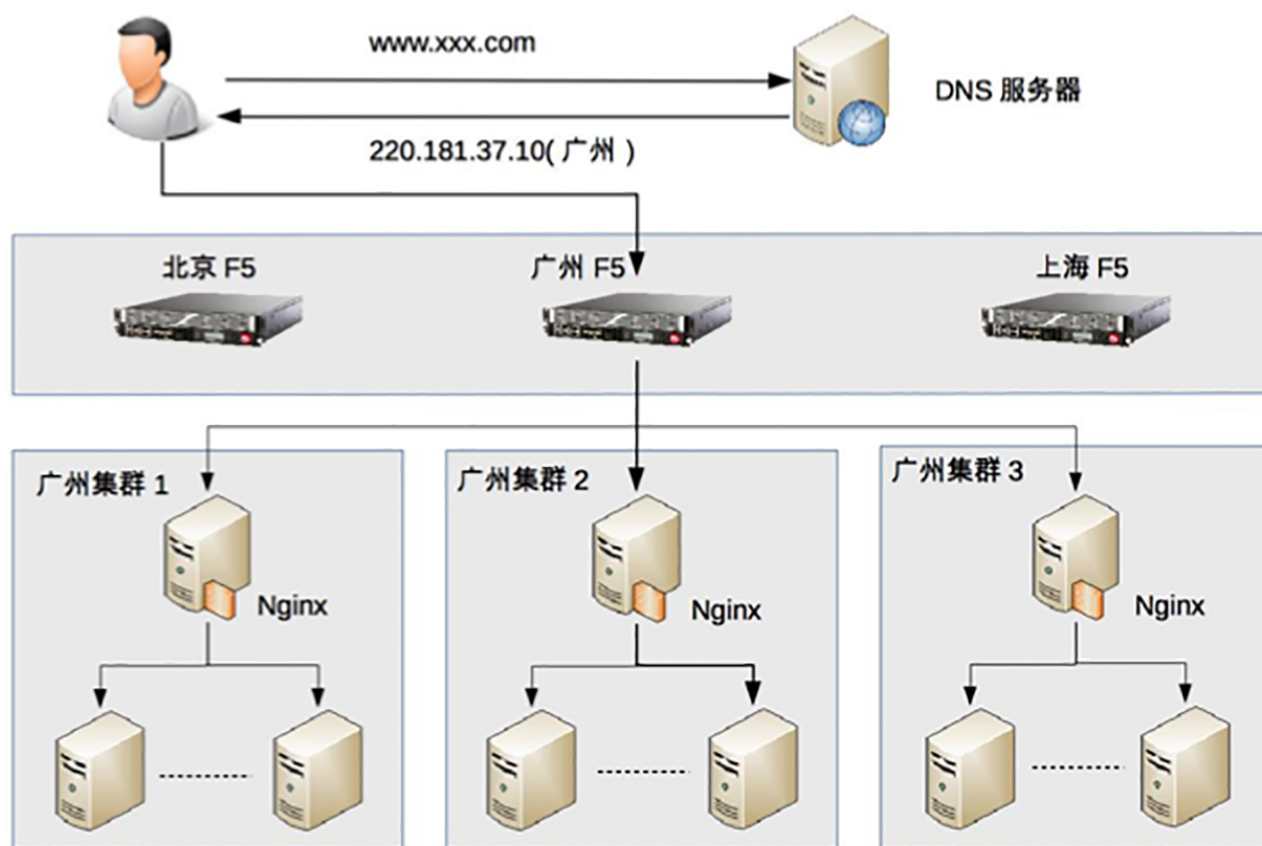 www.xxx.com
DNS 服务器
220.181.37.10( 广州 )
北京 F5
广州 F5
上海 F5
广州集群 1
广州集群 2
广州集群 3
Nginx
Nginx
Nginx